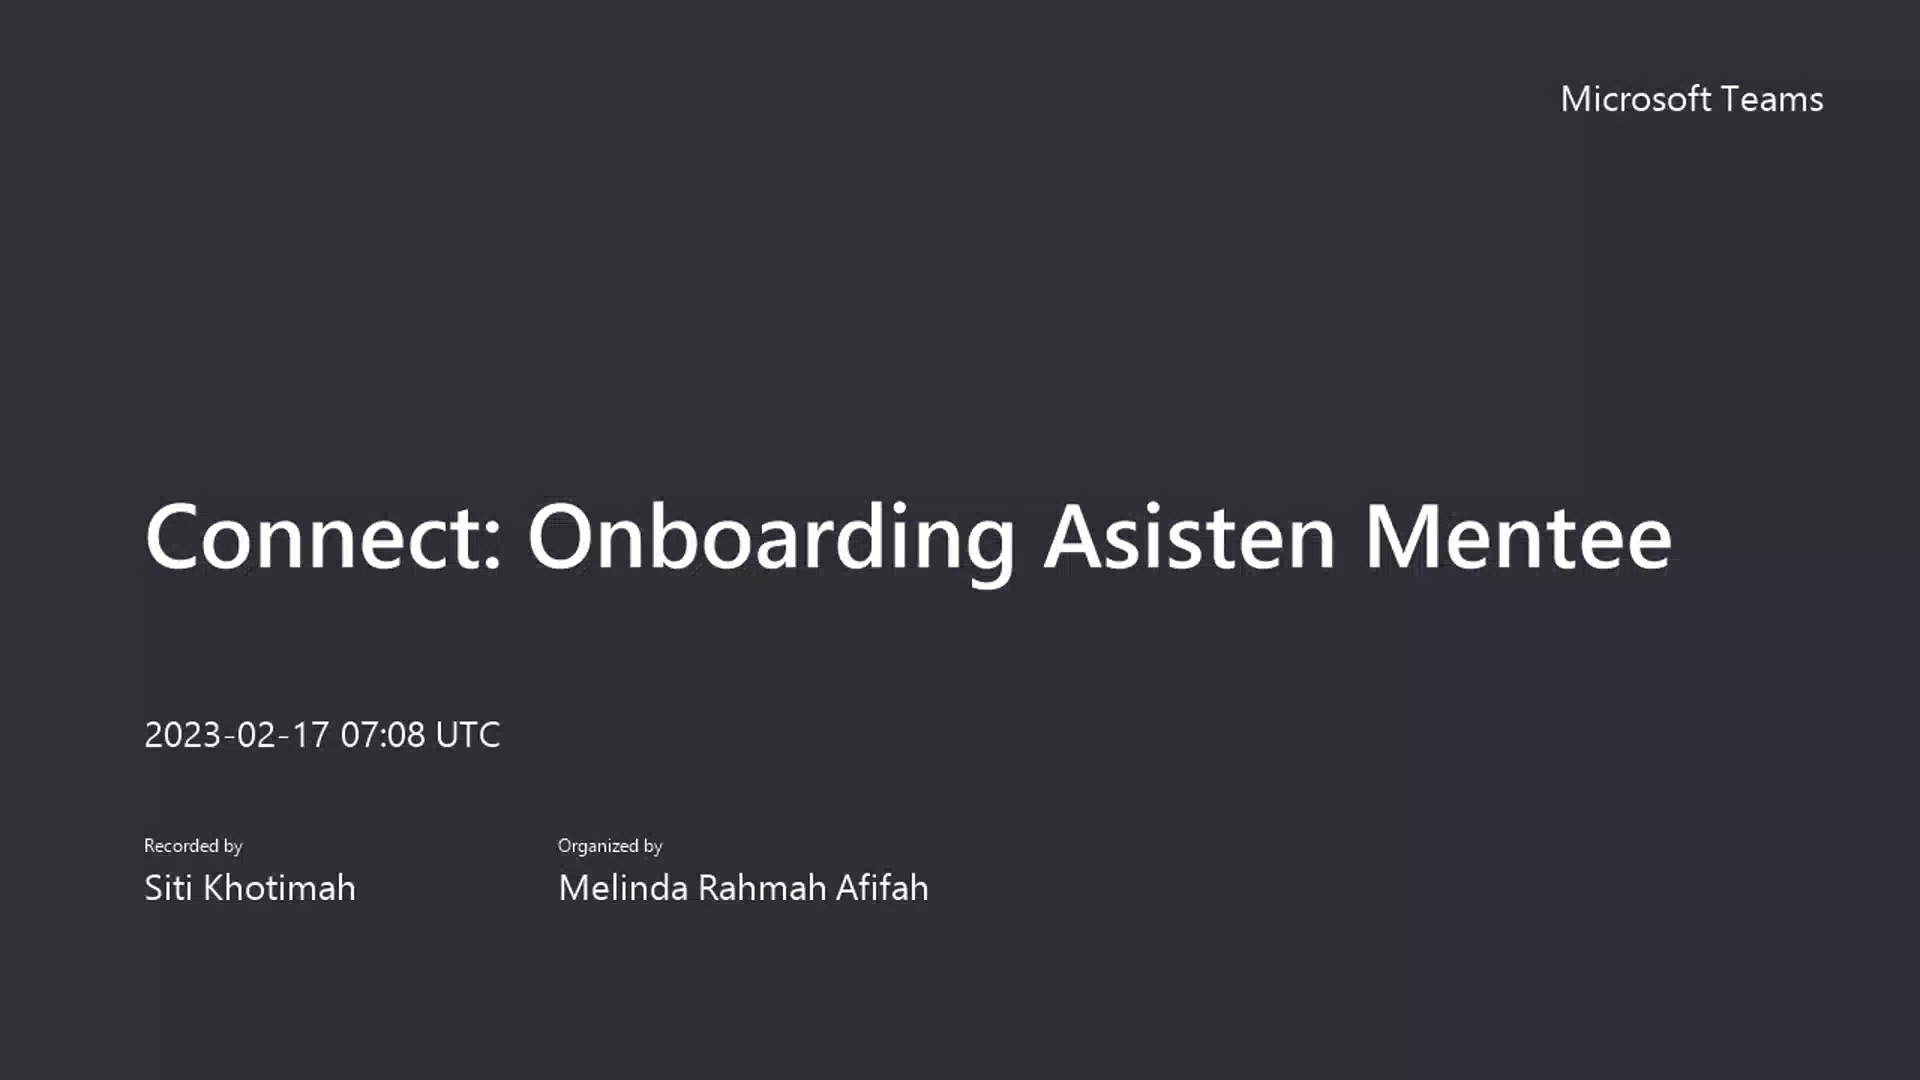 Microsoft Teams
Connect: Onboarding Asisten Mentee
2023-02-17 07:08 UTC
Recorded by
Siti Khotimah
Organized by
Melinda Rahmah Afifah